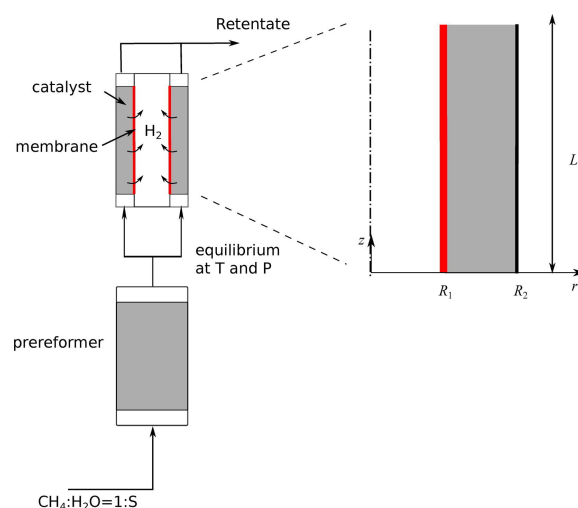 Retentate
catalyst
H₂
membrane
equilibrium
at T and P
prereformer
CH₄:H₂O=1:S
L
z
R₁
R₂
r